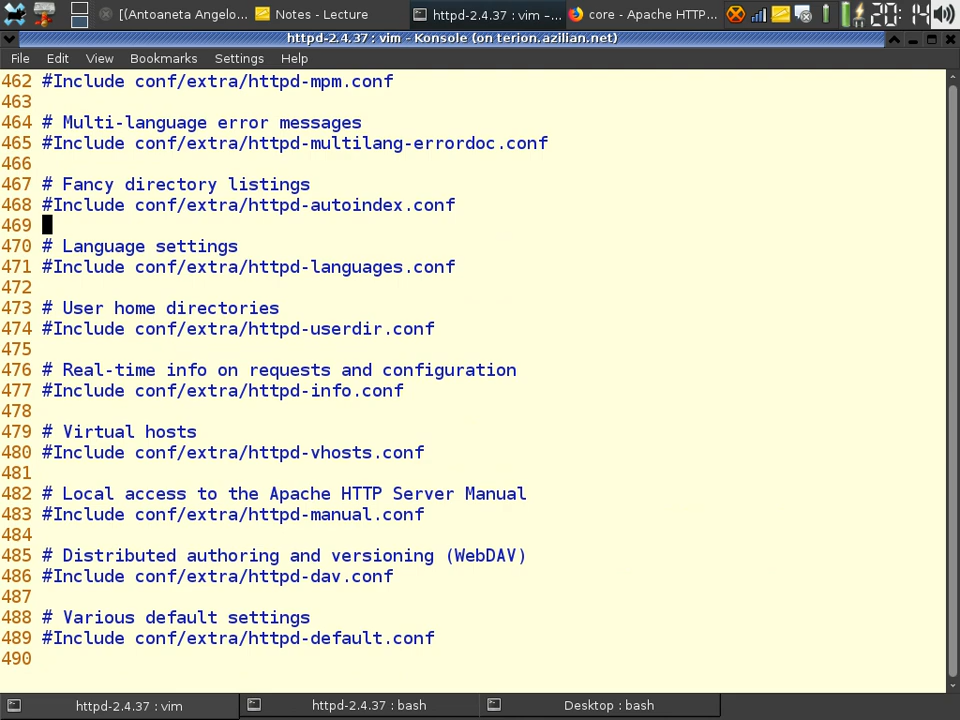 [(Antoaneta Angelo...
Notes - Lecture
httpd-2.4.37 : vim –...
core - Apache HTTP...
20:14
httpd-2.4.37 : vim – Konsole (on terion.azilian.net)
File Edit View Bookmarks Settings Help
462 #Include conf/extra/httpd-mpm.conf
463
464 # Multi-language error messages
465 #Include conf/extra/httpd-multilang-errordoc.conf
466
467 # Fancy directory listings
468 #Include conf/extra/httpd-autoindex.conf
469
470 # Language settings
471 #Include conf/extra/httpd-languages.conf
472
473 # User home directories
474 #Include conf/extra/httpd-userdir.conf
475
476 # Real-time info on requests and configuration
477 #Include conf/extra/httpd-info.conf
478
479 # Virtual hosts
480 #Include conf/extra/httpd-vhosts.conf
481
482 # Local access to the Apache HTTP Server Manual
483 #Include conf/extra/httpd-manual.conf
484
485 # Distributed authoring and versioning (WebDAV)
486 #Include conf/extra/httpd-dav.conf
487
488 # Various default settings
489 #Include conf/extra/httpd-default.conf
490
httpd-2.4.37 : vim
httpd-2.4.37 : bash
Desktop : bash